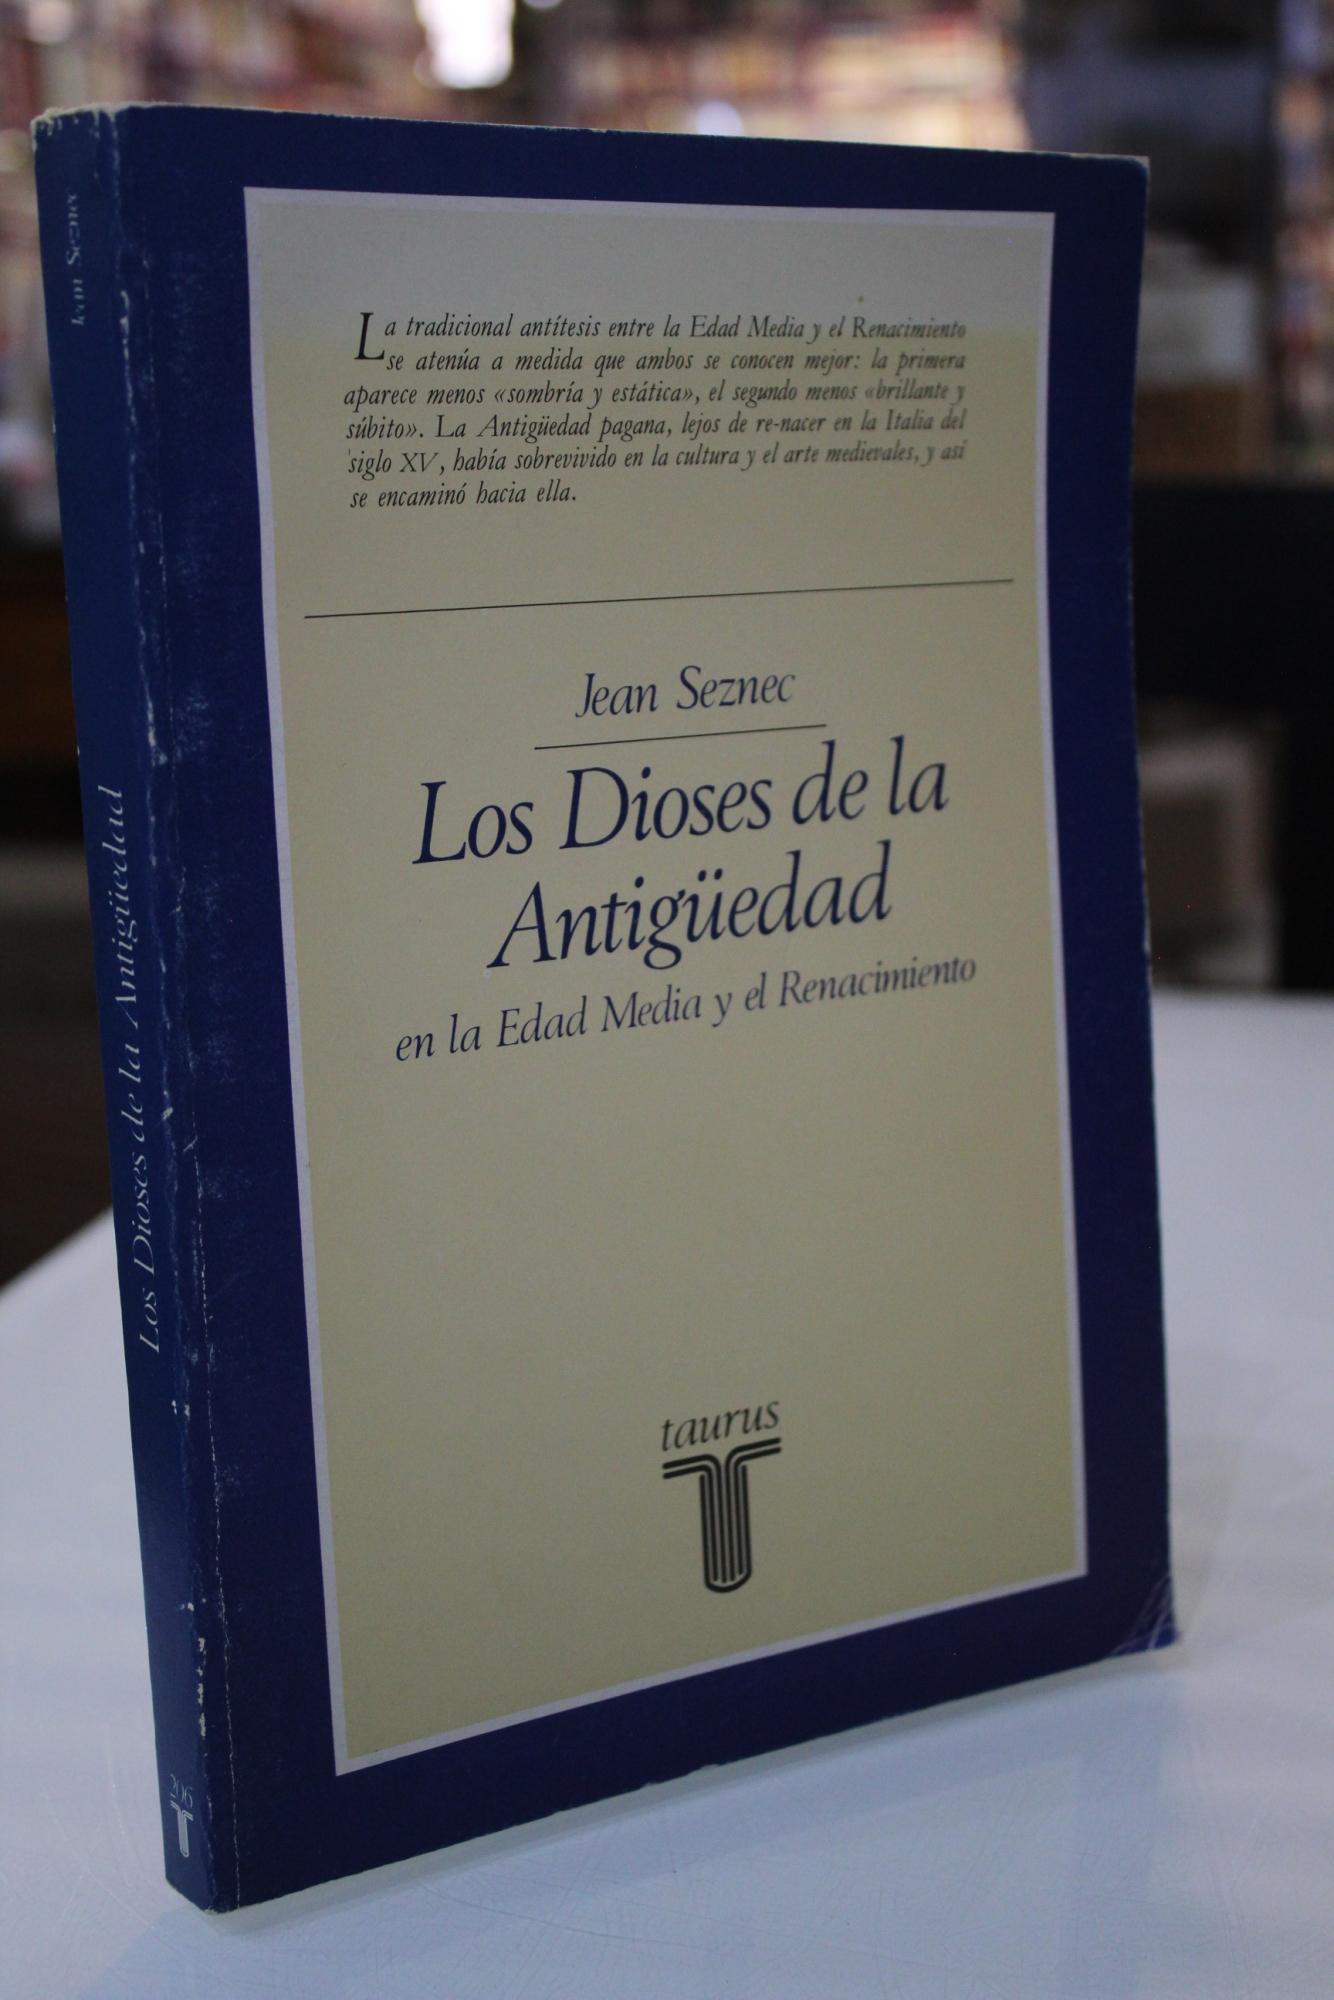 La tradicional antítesis entre la Edad Media y el Renacimiento
se atenúa a medida que ambos se conocen mejor: la primera
aparece menos «sombría y estática», el segundo menos «brillante y
súbito». La Antigüedad pagana, lejos de re-nacer en la Italia del
siglo XV, había sobrevivido en la cultura y el arte medievales, y así
se encaminó hacia ella.
Jean Seznec
Los Dioses de la
Antigüedad
en la Edad Media y el Renacimiento
taurus
Jean Seznec
Los Dioses de la Antigüedad
206